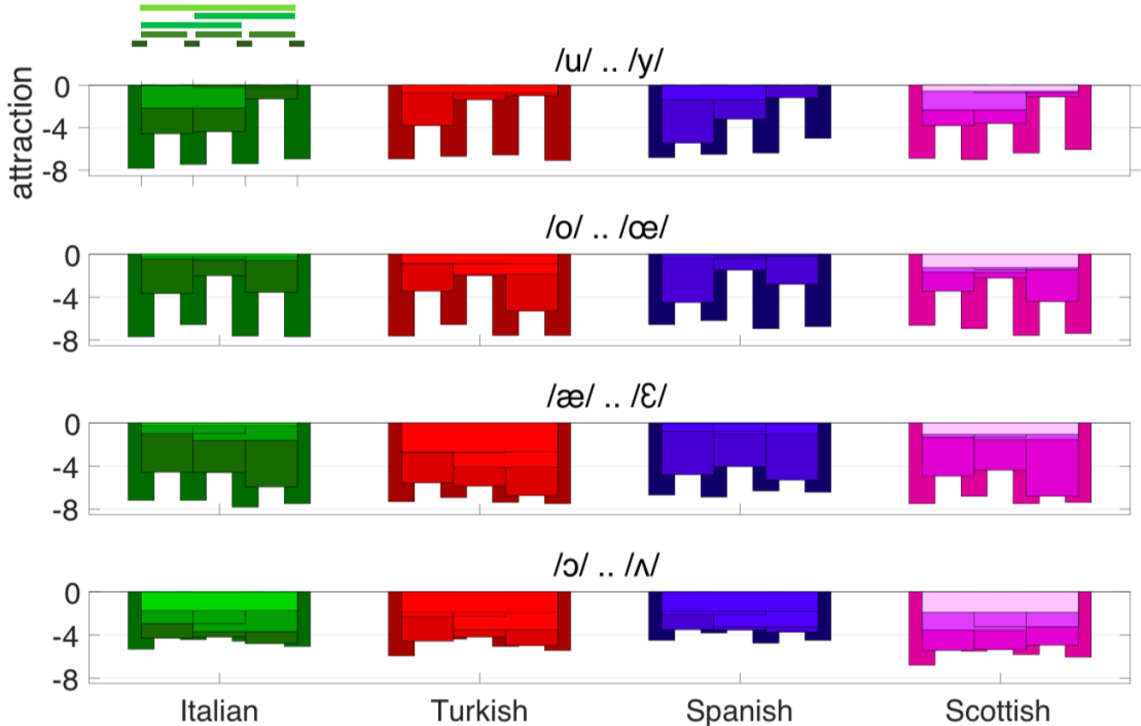 /u/ .. /y/
attraction
0
-4
-8
/o/ .. /œ/
0
-4
-8
/æ/ .. /Ɛ/
0
-4
-8
/ɔ/ .. /ʌ/
0
-4
-8
Italian Turkish Spanish Scottish